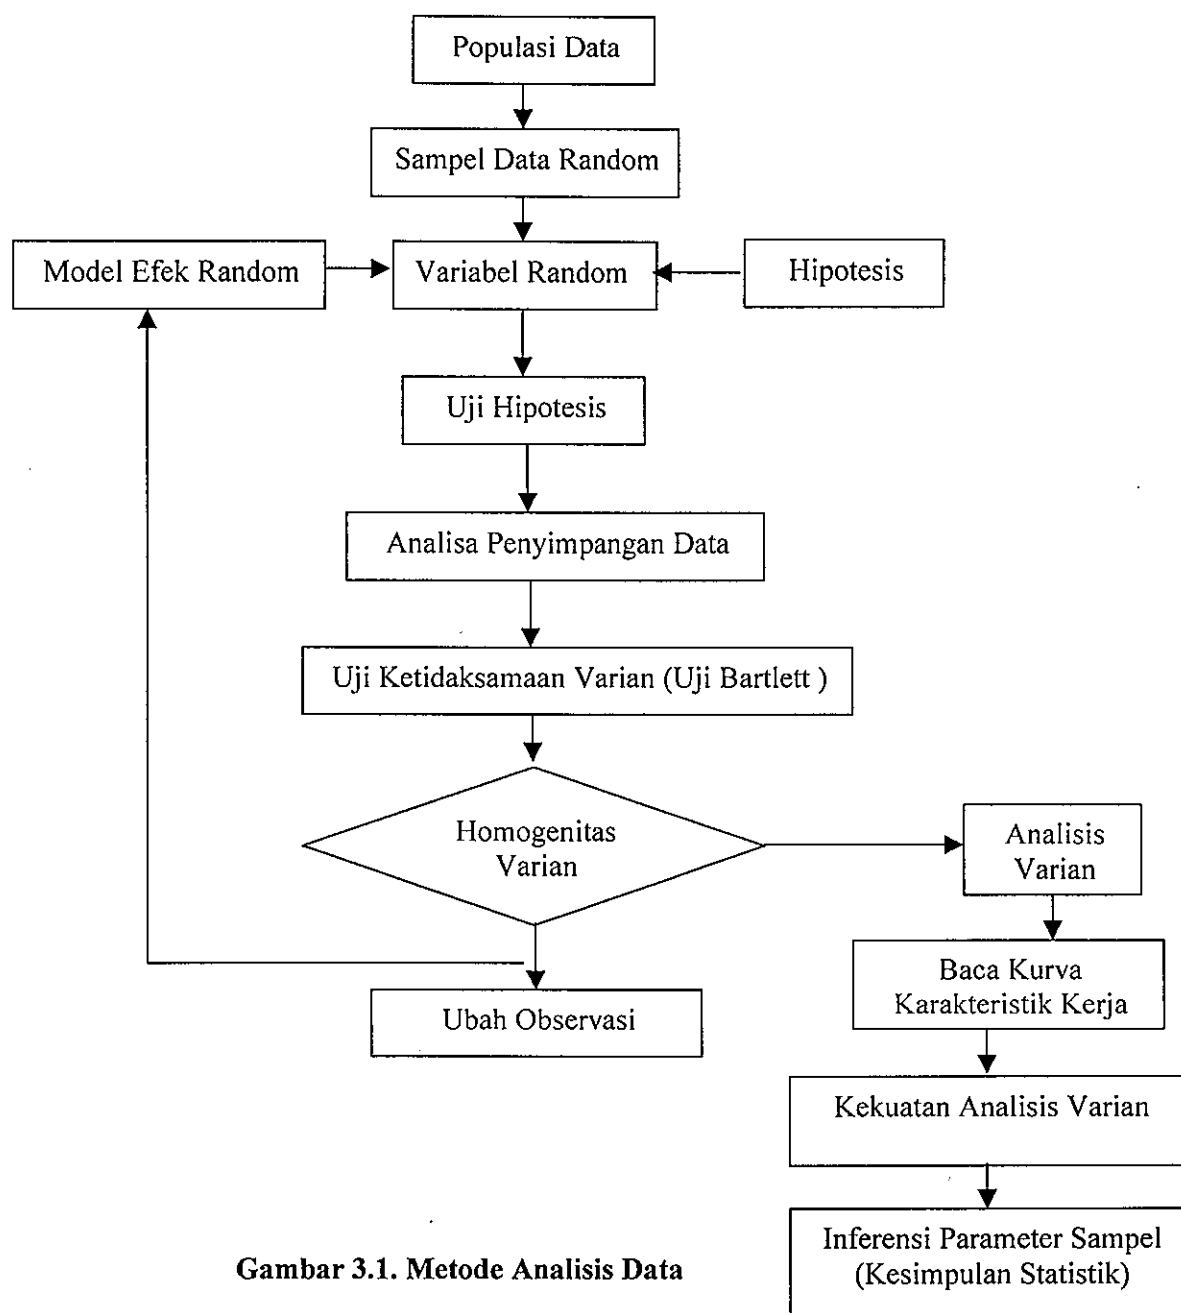 Populasi Data
Sampel Data Random
Model Efek Random
Variabel Random
Hipotesis
Uji Hipotesis
Analisa Penyimpangan Data
Uji Ketidaksamaan Varian (Uji Bartlett )
Homogenitas
Varian
Analisis
Varian
Ubah Observasi
Baca Kurva
Karakteristik Kerja
Kekuatan Analisis Varian
Inferensi Parameter Sampel
(Kesimpulan Statistik)
Gambar 3.1. Metode Analisis Data